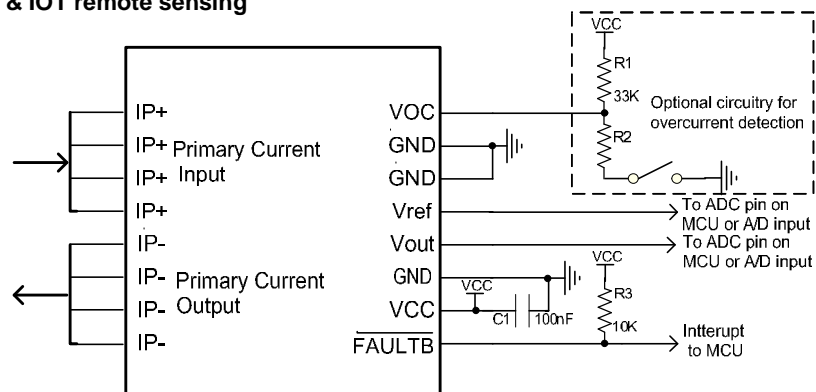 & IOT remote sensing
IP+
IP+
IP+
IP+
IP-
IP-
IP-
IP-
Primary Current
Input
Primary Current
Output
VOC
GND
GND
Vref
Vout
GND
VCC
FAULTB
VCC
R1
33K
R2
Optional circuitry for
overcurrent detection
To ADC pin on
MCU or A/D input
To ADC pin on
MCU or A/D input
VCC
C1
100nF
VCC
R3
10K
Intterupt
to MCU